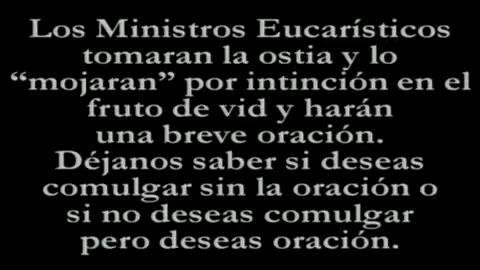 Los Ministros Eucarísticos
tomaran la ostia y lo
“mojaran” por intinción en el
fruto de vid y harán
una breve oración.
Déjanos saber si deseas
comulgar sin la oración o
si no deseas comulgar
pero deseas oración.